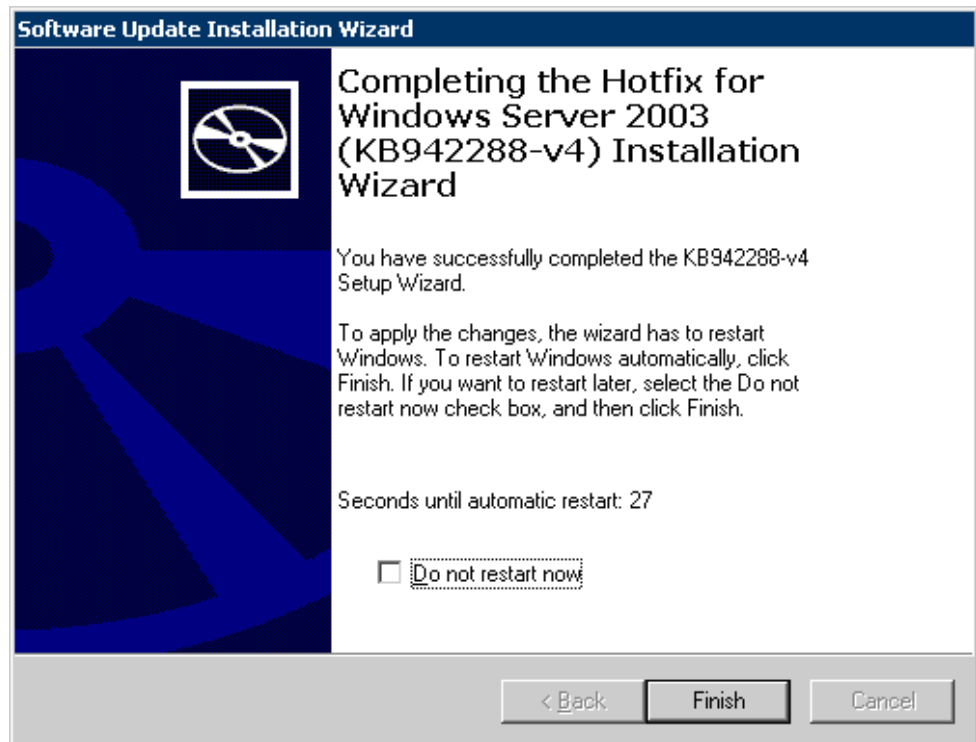 Software Update Installation Wizard
Completing the Hotfix for
Windows Server 2003
(KB942288-v4) Installation
Wizard
You have successfully completed the KB942288-v4
Setup Wizard.
To apply the changes, the wizard has to restart
Windows. To restart Windows automatically, click
Finish. If you want to restart later, select the Do not
restart now check box, and then click Finish.
Seconds until automatic restart: 27
Do not restart now
< Back Finish Cancel